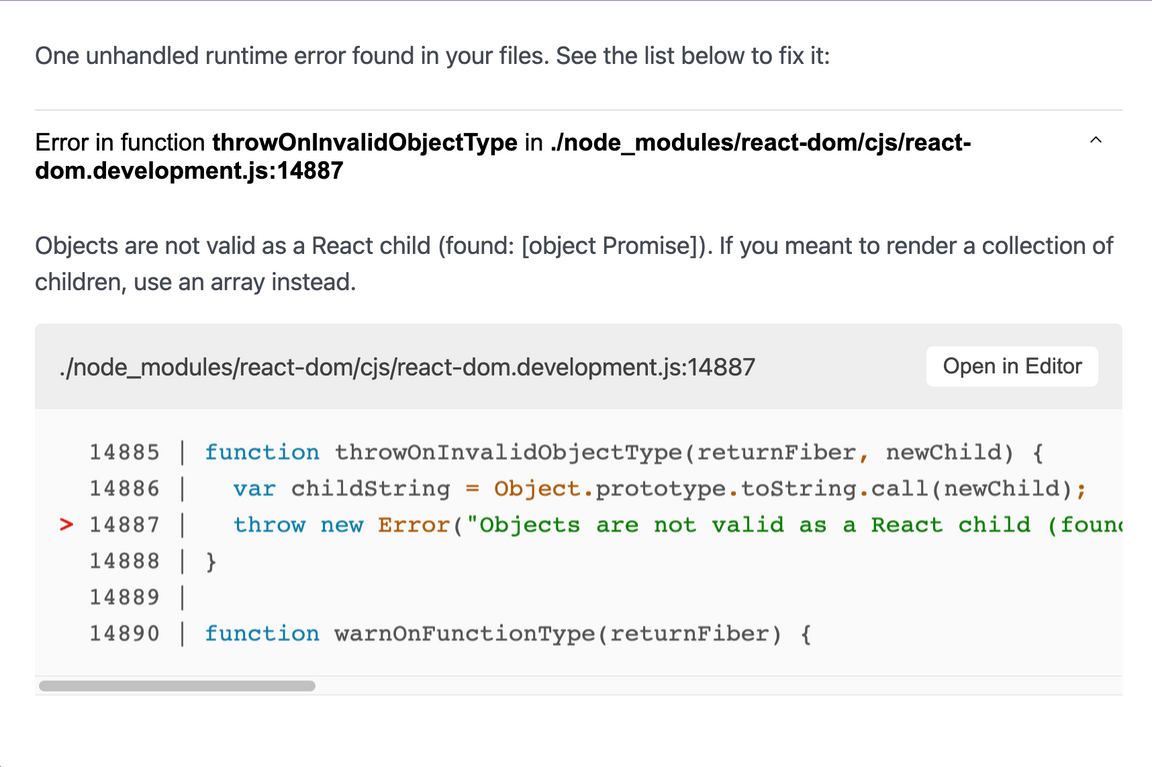 One unhandled runtime error found in your files. See the list below to fix it:
Error in function throwOnInvalidObjectType in ./node_modules/react-dom/cjs/react-
dom.development.js:14887
Objects are not valid as a React child (found: [object Promise]). If you meant to render a collection of
children, use an array instead.
./node_modules/react-dom/cjs/react-dom.development.js:14887
Open in Editor
14885 | function throwOnInvalidObjectType(returnFiber, newChild) {
14886 |   var childString = Object.prototype.toString.call(newChild);
> 14887 |   throw new Error("Objects are not valid as a React child (foun
14888 | }
14889 |
14890 | function warnOnFunctionType(returnFiber) {